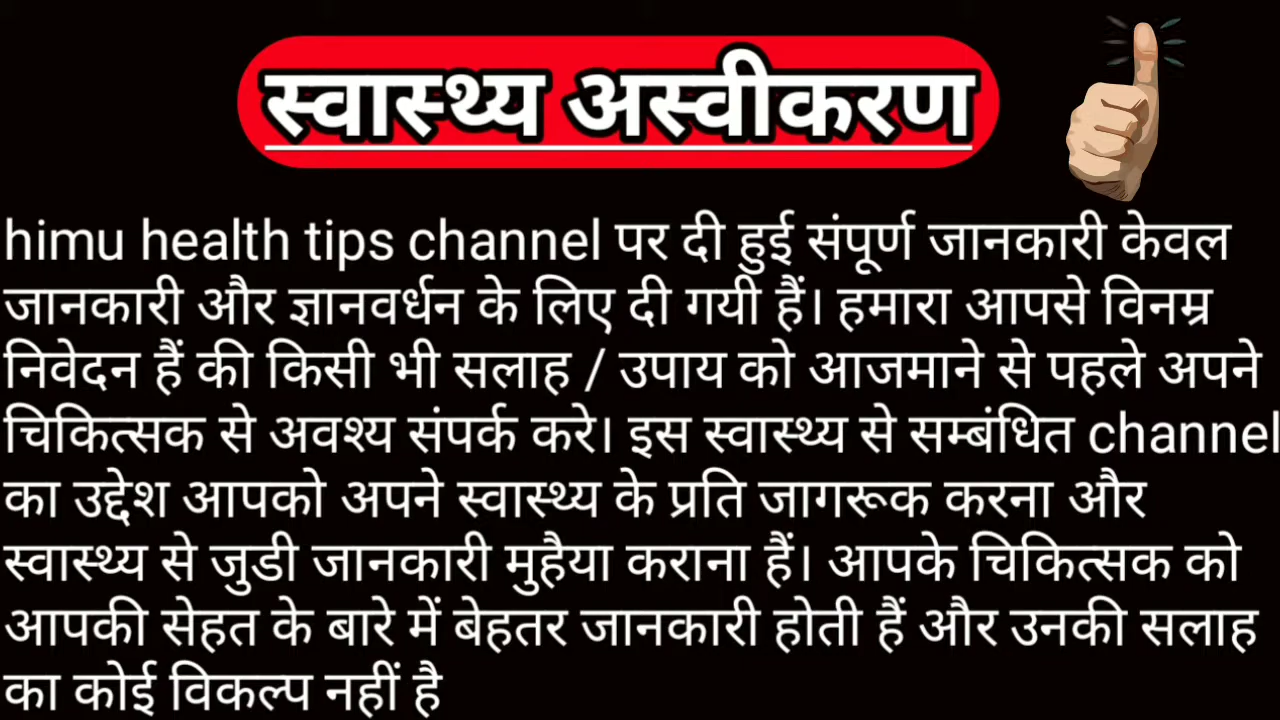 स्वास्थ्य अस्वीकरण
himu health tips channel पर दी हुई संपूर्ण जानकारी केवल
जानकारी और ज्ञानवर्धन के लिए दी गयी हैं। हमारा आपसे विनम्र
निवेदन हैं की किसी भी सलाह / उपाय को आजमाने से पहले अपने
चिकित्सक से अवश्य संपर्क करे। इस स्वास्थ्य से सम्बंधित channel
का उद्देश आपको अपने स्वास्थ्य के प्रति जागरूक करना और
स्वास्थ्य से जुडी जानकारी मुहैया कराना हैं। आपके चिकित्सक को
आपकी सेहत के बारे में बेहतर जानकारी होती हैं और उनकी सलाह
का कोई विकल्प नहीं है